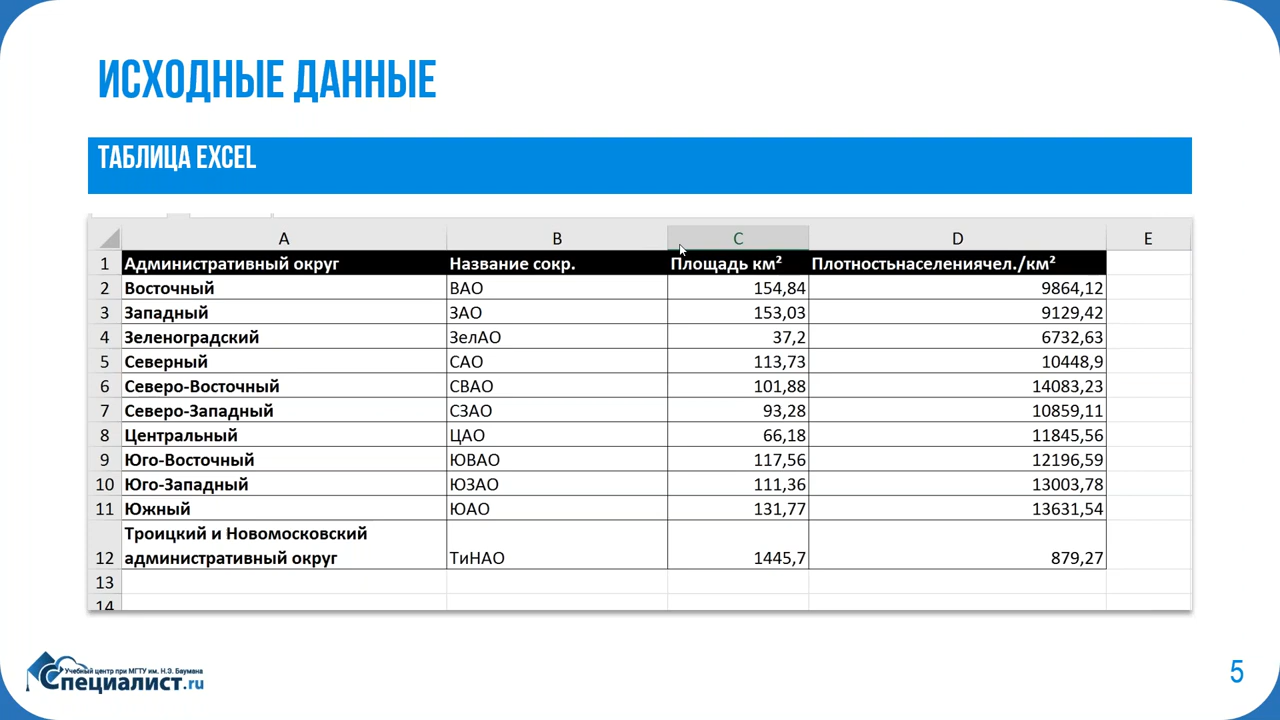 ИСХОДНЫЕ ДАННЫЕ
ТАБЛИЦА EXCEL
A B C D E
1 Административный округ Название сокр. Площадь км² Плотностьнаселениячел./км²
2 Восточный ВАО 154,84 9864,12
3 Западный ЗАО 153,03 9129,42
4 Зеленоградский ЗелАО 37,2 6732,63
5 Северный САО 113,73 10448,9
6 Северо-Восточный СВАО 101,88 14083,23
7 Северо-Западный СЗАО 93,28 10859,11
8 Центральный ЦАО 66,18 11845,56
9 Юго-Восточный ЮВАО 117,56 12196,59
10 Юго-Западный ЮЗАО 111,36 13003,78
11 Южный ЮАО 131,77 13631,54
Троицкий и Новомосковский
12 административный округ ТиНАО 1445,7 879,27
13
14
Учебный центр при МГТУ им. Н.Э. Баумана
Специалист.ru
5